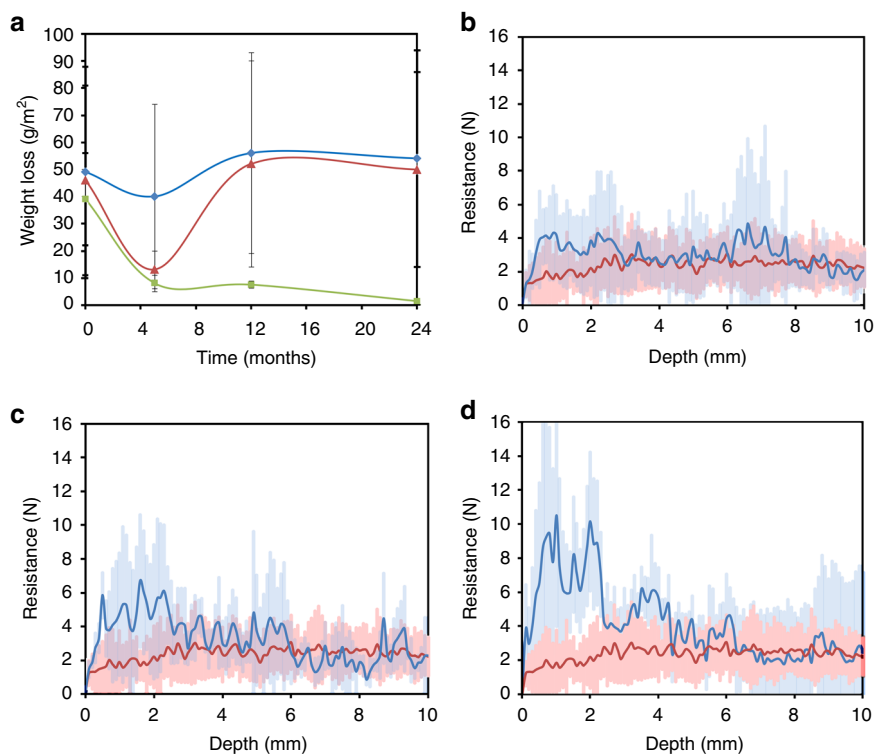 a
100
90
80
70
60
50
40
30
20
10
0
Weight loss (g/m²)
0 4 8 12 16 20 24
Time (months)
b
16
14
12
10
8
6
4
2
0
Resistance (N)
0 2 4 6 8 10
Depth (mm)
c
16
14
12
10
8
6
4
2
0
Resistance (N)
0 2 4 6 8 10
Depth (mm)
d
16
14
12
10
8
6
4
2
0
Resistance (N)
0 2 4 6 8 10
Depth (mm)